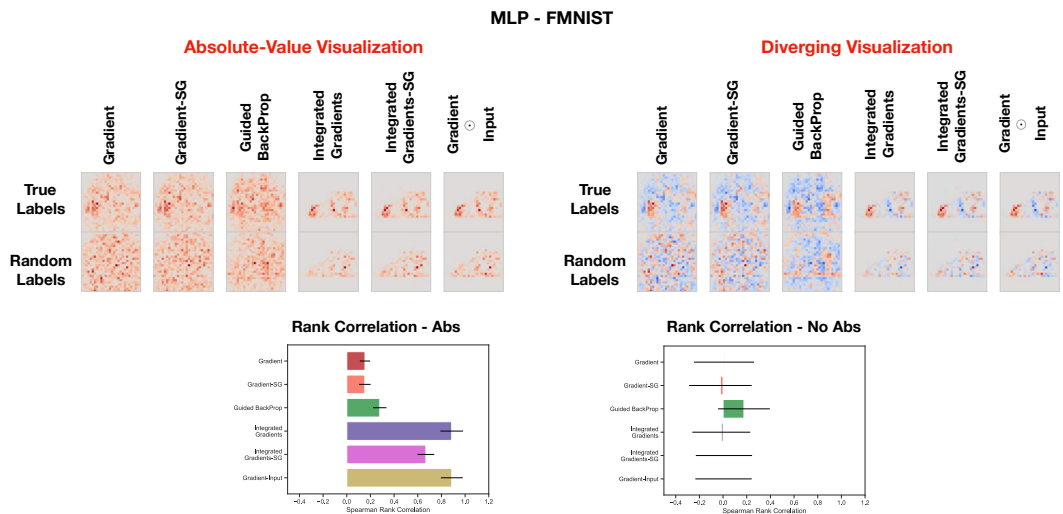 MLP - FMNIST
Absolute-Value Visualization
Gradient
Gradient-SG
Guided
BackProp
Integrated
Gradients
Integrated
Gradients-SG
Gradient
⊙
Input
True
Labels
Random
Labels
Diverging Visualization
Gradient
Gradient-SG
Guided
BackProp
Integrated
Gradients
Integrated
Gradients-SG
Gradient
⊙
Input
True
Labels
Random
Labels
Rank Correlation - Abs
Gradient
Gradient-SG
Guided BackProp
Integrated
Gradients
Integrated
Gradients-SG
Gradient-Input
−0.4 −0.2 0.0 0.2 0.4 0.6 0.8 1.0 1.2
Spearman Rank Correlation
Rank Correlation - No Abs
Gradient
Gradient-SG
Guided BackProp
Integrated
Gradients
Integrated
Gradients-SG
Gradient-Input
−0.4 −0.2 0.0 0.2 0.4 0.6 0.8 1.0 1.2
Spearman Rank Correlation